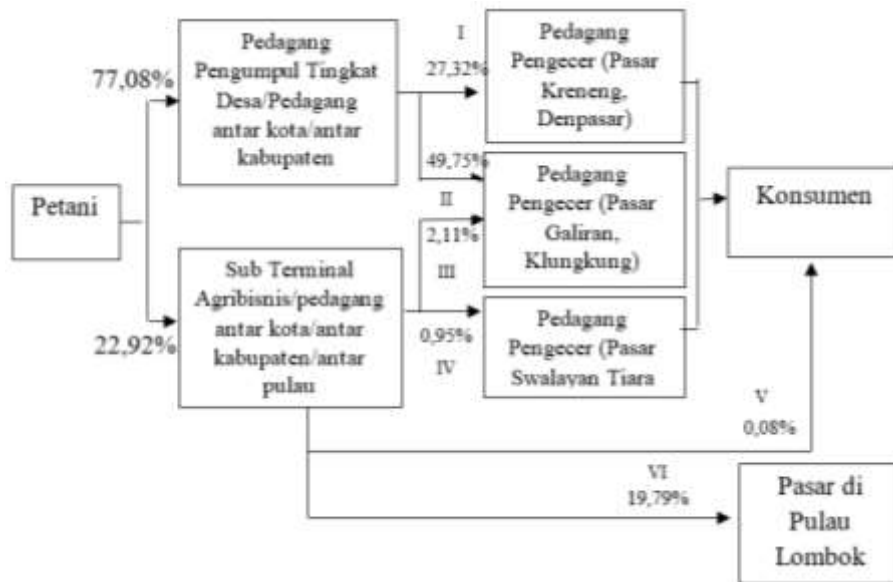 77,08%
Pedagang
Pengumpul Tingkat
Desa/Pedagang
antar kota/antar
kabupaten
I
27,32%
Pedagang
Pengecer (Pasar
Kreneng,
Denpasar)
49,75%
II
2,11%
III
Pedagang
Pengecer (Pasar
Galiran,
Klungkung)
Konsumen
Petani
22,92%
Sub Terminal
Agribisnis/pedagang
antar kota/antar
kabupaten/antar
pulau
0,95%
IV
Pedagang
Pengecer (Pasar
Swalayan Tiara
V
0,08%
VI
19,79%
Pasar di
Pulau
Lombok